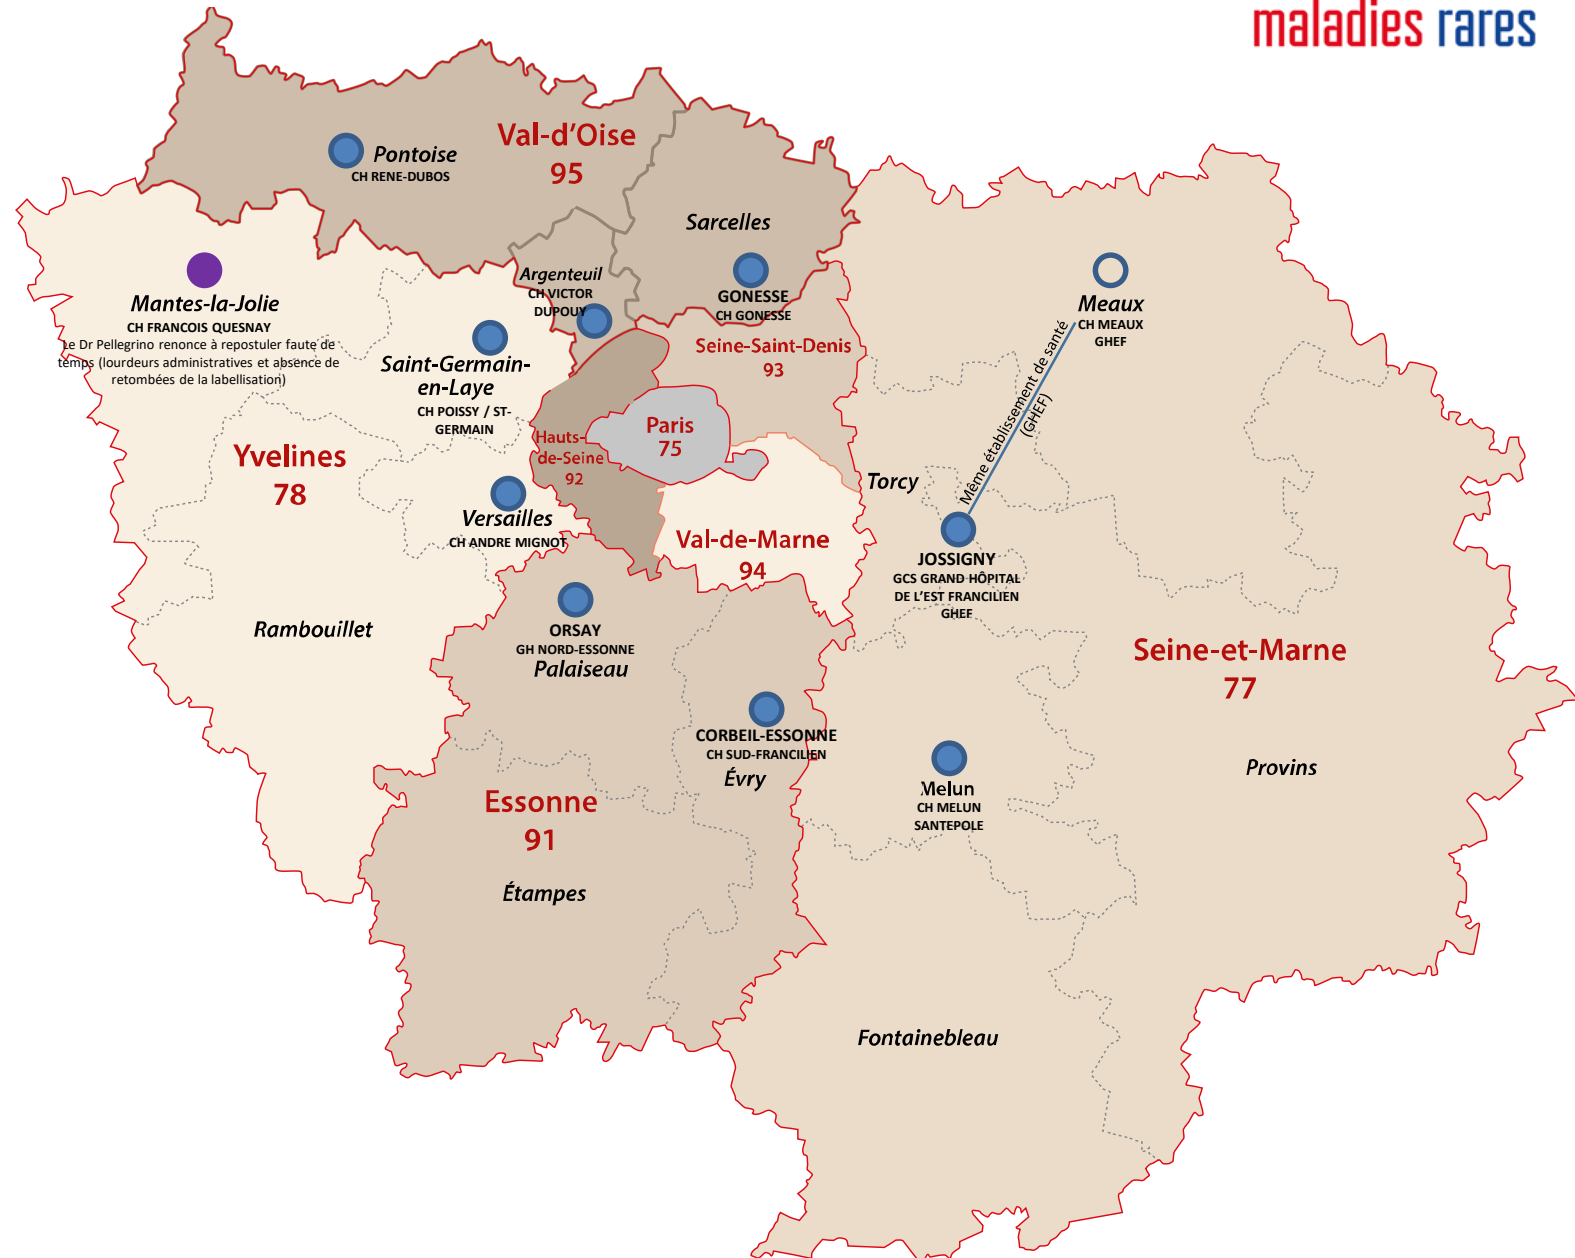 maladies rares
Val-d'Oise
95
Pontoise
CH RENE-DUBOS
Sarcelles
GONESSE
CH GONESSE
Argenteuil
CH VICTOR
DUPOUY
Mantes-la-Jolie
CH FRANCOIS QUESNAY
Le Dr Pellegrino renonce à repostuler faute de
temps (lourdeurs administratives et absence de
retombées de la labellisation)
Saint-Germain-
en-Laye
CH POISSY / ST-
GERMAIN
Seine-Saint-Denis
93
Meaux
CH MEAUX
GHEF
Même établissement de santé
(GHEF)
Yvelines
78
Hauts-
de-Seine
92
Paris
75
Torcy
Versailles
CH ANDRE MIGNOT
Val-de-Marne
94
JOSSIGNY
GCS GRAND HÔPITAL
DE L'EST FRANCILIEN
GHEF
Rambouillet
ORSAY
GH NORD-ESSONNE
Palaiseau
Seine-et-Marne
77
CORBEIL-ESSONNE
CH SUD-FRANCILIEN
Évry
Melun
CH MELUN
SANTEPOLE
Provins
Essonne
91
Étampes
Fontainebleau